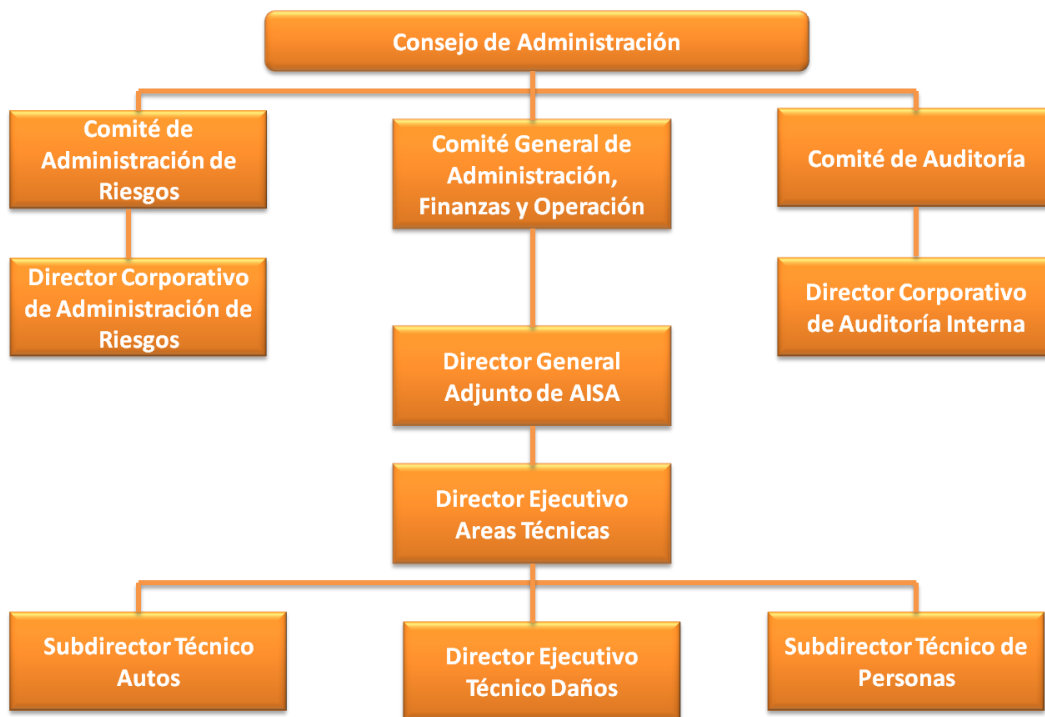 Consejo de Administración
Comité de
Administración de
Riesgos
Comité General de
Administración,
Finanzas y Operación
Comité de Auditoría
Director Corporativo
de Administración de
Riesgos
Director Corporativo
de Auditoría Interna
Director General
Adjunto de AISA
Director Ejecutivo
Areas Técnicas
Subdirector Técnico
Autos
Director Ejecutivo
Técnico Daños
Subdirector Técnico de
Personas